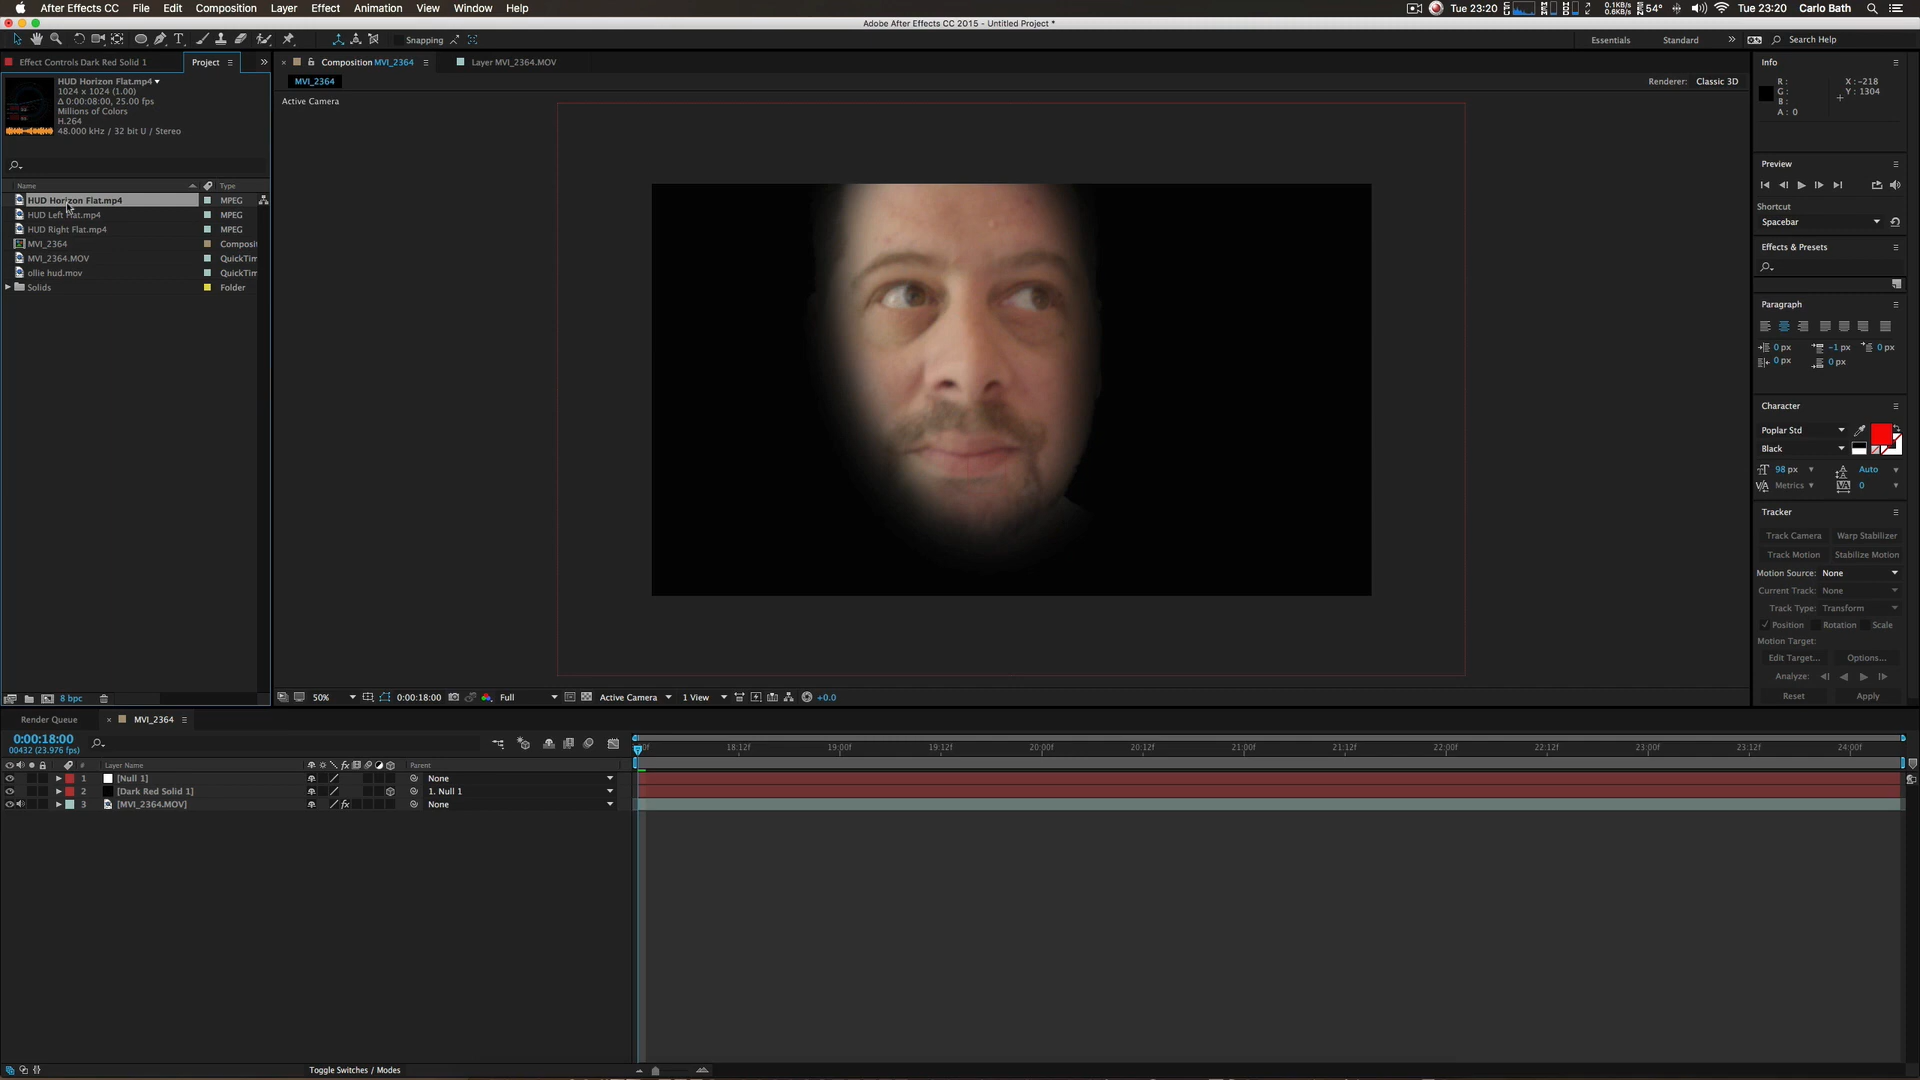 After Effects CC File Edit Composition Layer Effect Animation View Window Help
Tue 23:20 0.1KB/s 0.6KB/s 54° Tue 23:20 Carlo Bath
Adobe After Effects CC 2015 - Untitled Project *
Snapping Essentials Standard Search Help
Effect Controls Dark Red Solid 1 Project
Composition MVI_2364 Layer MVI_2364.MOV
MVI_2364 Renderer: Classic 3D
Active Camera
HUD Horizon Flat.mp4
1024 x 1024 (1.00)
Δ 0:00:08:00, 25.00 fps
Millions of Colors
H.264
48.000 kHz / 32 bit U / Stereo
Name Type
HUD Horizon Flat.mp4 MPEG
HUD Left Flat.mp4 MPEG
HUD Right Flat.mp4 MPEG
MVI_2364 Composit
MVI_2364.MOV QuickTim
ollie hud.mov QuickTim
Solids Folder
8 bpc
50% 0:00:18:00 Full Active Camera 1 View +0.0
Info
R : X : -218
G : Y : 1304
B :
A : 0
Preview
Shortcut
Spacebar
Effects & Presets
Paragraph
0 px -1 px 0 px
0 px 0 px
Character
Poplar Std
Black
98 px Auto
Metrics 0
Tracker
Track Camera Warp Stabilizer
Track Motion Stabilize Motion
Motion Source: None
Current Track: None
Track Type: Transform
Position Rotation Scale
Motion Target:
Edit Target... Options...
Analyze:
Reset Apply
Render Queue MVI_2364
0:00:18:00
00432 (23.976 fps)
18:12f 19:00f 19:12f 20:00f 20:12f 21:00f 21:12f 22:00f 22:12f 23:00f 23:12f 24:00f
# Layer Name Parent
1 [Null 1] None
2 [Dark Red Solid 1] 1. Null 1
3 [MVI_2364.MOV] None
Toggle Switches / Modes